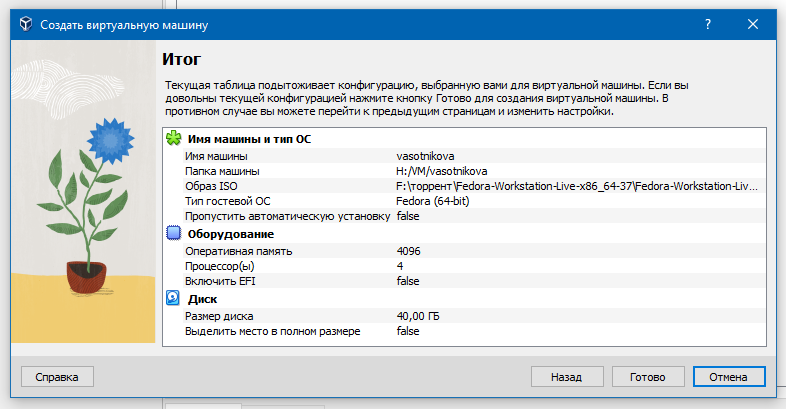 Создать виртуальную машину
?
Итог
Текущая таблица подытоживает конфигурацию, выбранную вами для виртуальной машины. Если вы
довольны текущей конфигурацией нажмите кнопку Готово для создания виртуальной машины. В
противном случае вы можете перейти к предыдущим страницам и изменить настройки.
Имя машины и тип ОС
Имя машины vasotnikova
Папка машины H:/VM/vasotnikova
Образ ISO F:\торрент\Fedora-Workstation-Live-x86_64-37\Fedora-Workstation-Liv...
Тип гостевой ОС Fedora (64-bit)
Пропустить автоматическую установку false
Оборудование
Оперативная память 4096
Процессор(ы) 4
Включить EFI false
Диск
Размер диска 40,00 ГБ
Выделить место в полном размере false
Справка Назад Готово Отмена